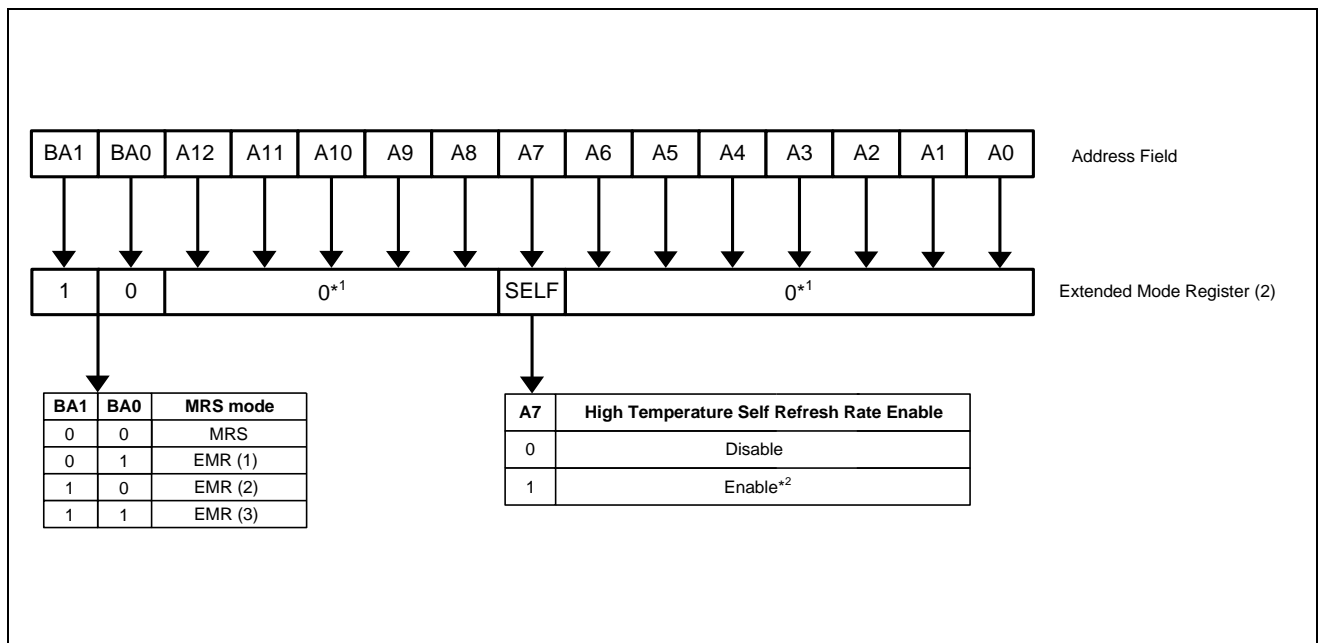 BA1 BA0 A12 A11 A10 A9 A8 A7 A6 A5 A4 A3 A2 A1 A0 Address Field
1 0 0*1 SELF 0*1 Extended Mode Register (2)
BA1 BA0 MRS mode
0 0 MRS
0 1 EMR (1)
1 0 EMR (2)
1 1 EMR (3)
A7 High Temperature Self Refresh Rate Enable
0 Disable
1 Enable*2